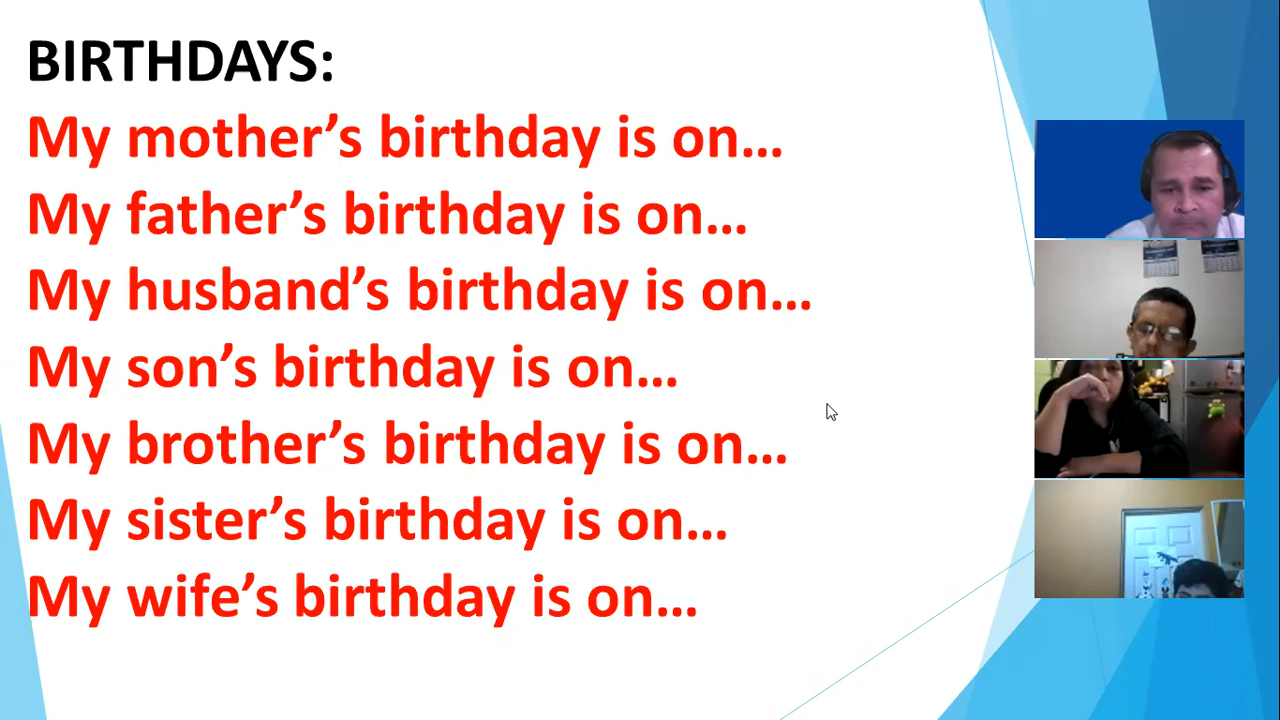 BIRTHDAYS:
My mother’s birthday is on…
My father’s birthday is on…
My husband’s birthday is on…
My son’s birthday is on…
My brother’s birthday is on…
My sister’s birthday is on…
My wife’s birthday is on…